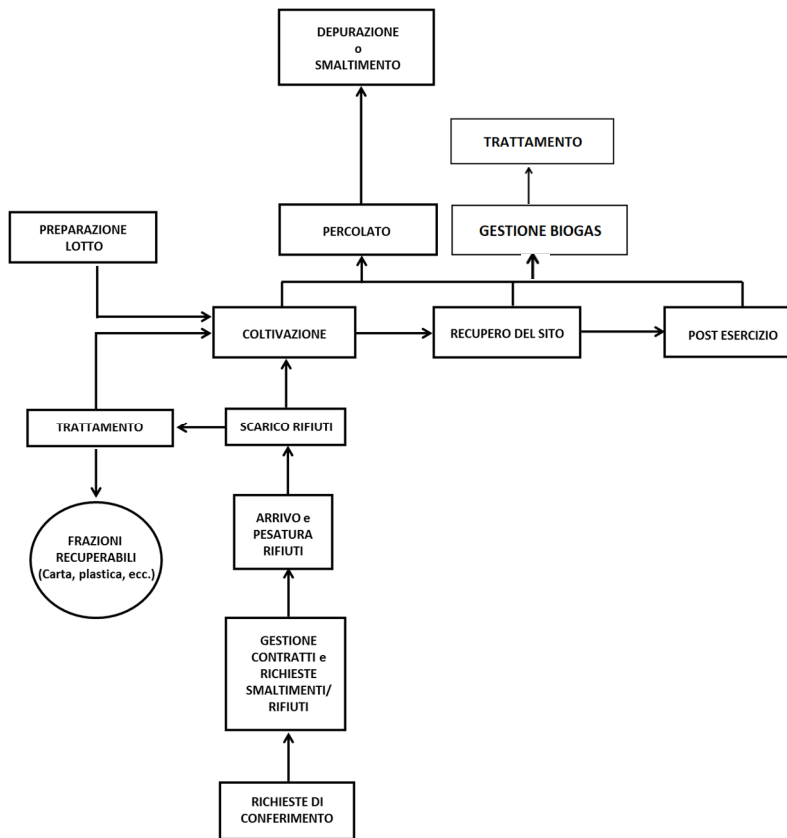 DEPURAZIONE
o
SMALTIMENTO
TRATTAMENTO
PREPARAZIONE
LOTTO
PERCOLATO
GESTIONE BIOGAS
COLTIVAZIONE
RECUPERO DEL SITO
POST ESERCIZIO
TRATTAMENTO
SCARICO RIFIUTI
ARRIVO e
PESATURA
RIFIUTI
FRAZIONI
RECUPERABILI
(Carta, plastica, ecc.)
GESTIONE
CONTRATTI e
RICHIESTE
SMALTIMENTI/
RIFIUTI
RICHIESTE DI
CONFERIMENTO